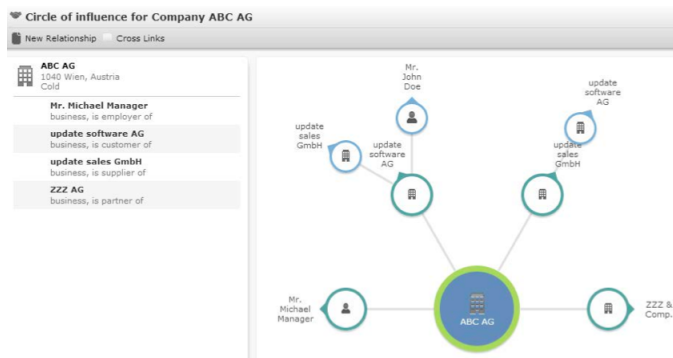 Circle of influence for Company ABC AG
New Relationship Cross Links
ABC AG
1040 Wien, Austria
Cold
Mr. Michael Manager
business, is employer of
update software AG
business, is customer of
update sales GmbH
business, is supplier of
ZZZ AG
business, is partner of
Mr.
John
Doe
update
software
AG
update
sales
GmbH
update
software
AG
update
sales
GmbH
Mr.
Michael
Manager
ABC AG
ZZZ &
Comp.